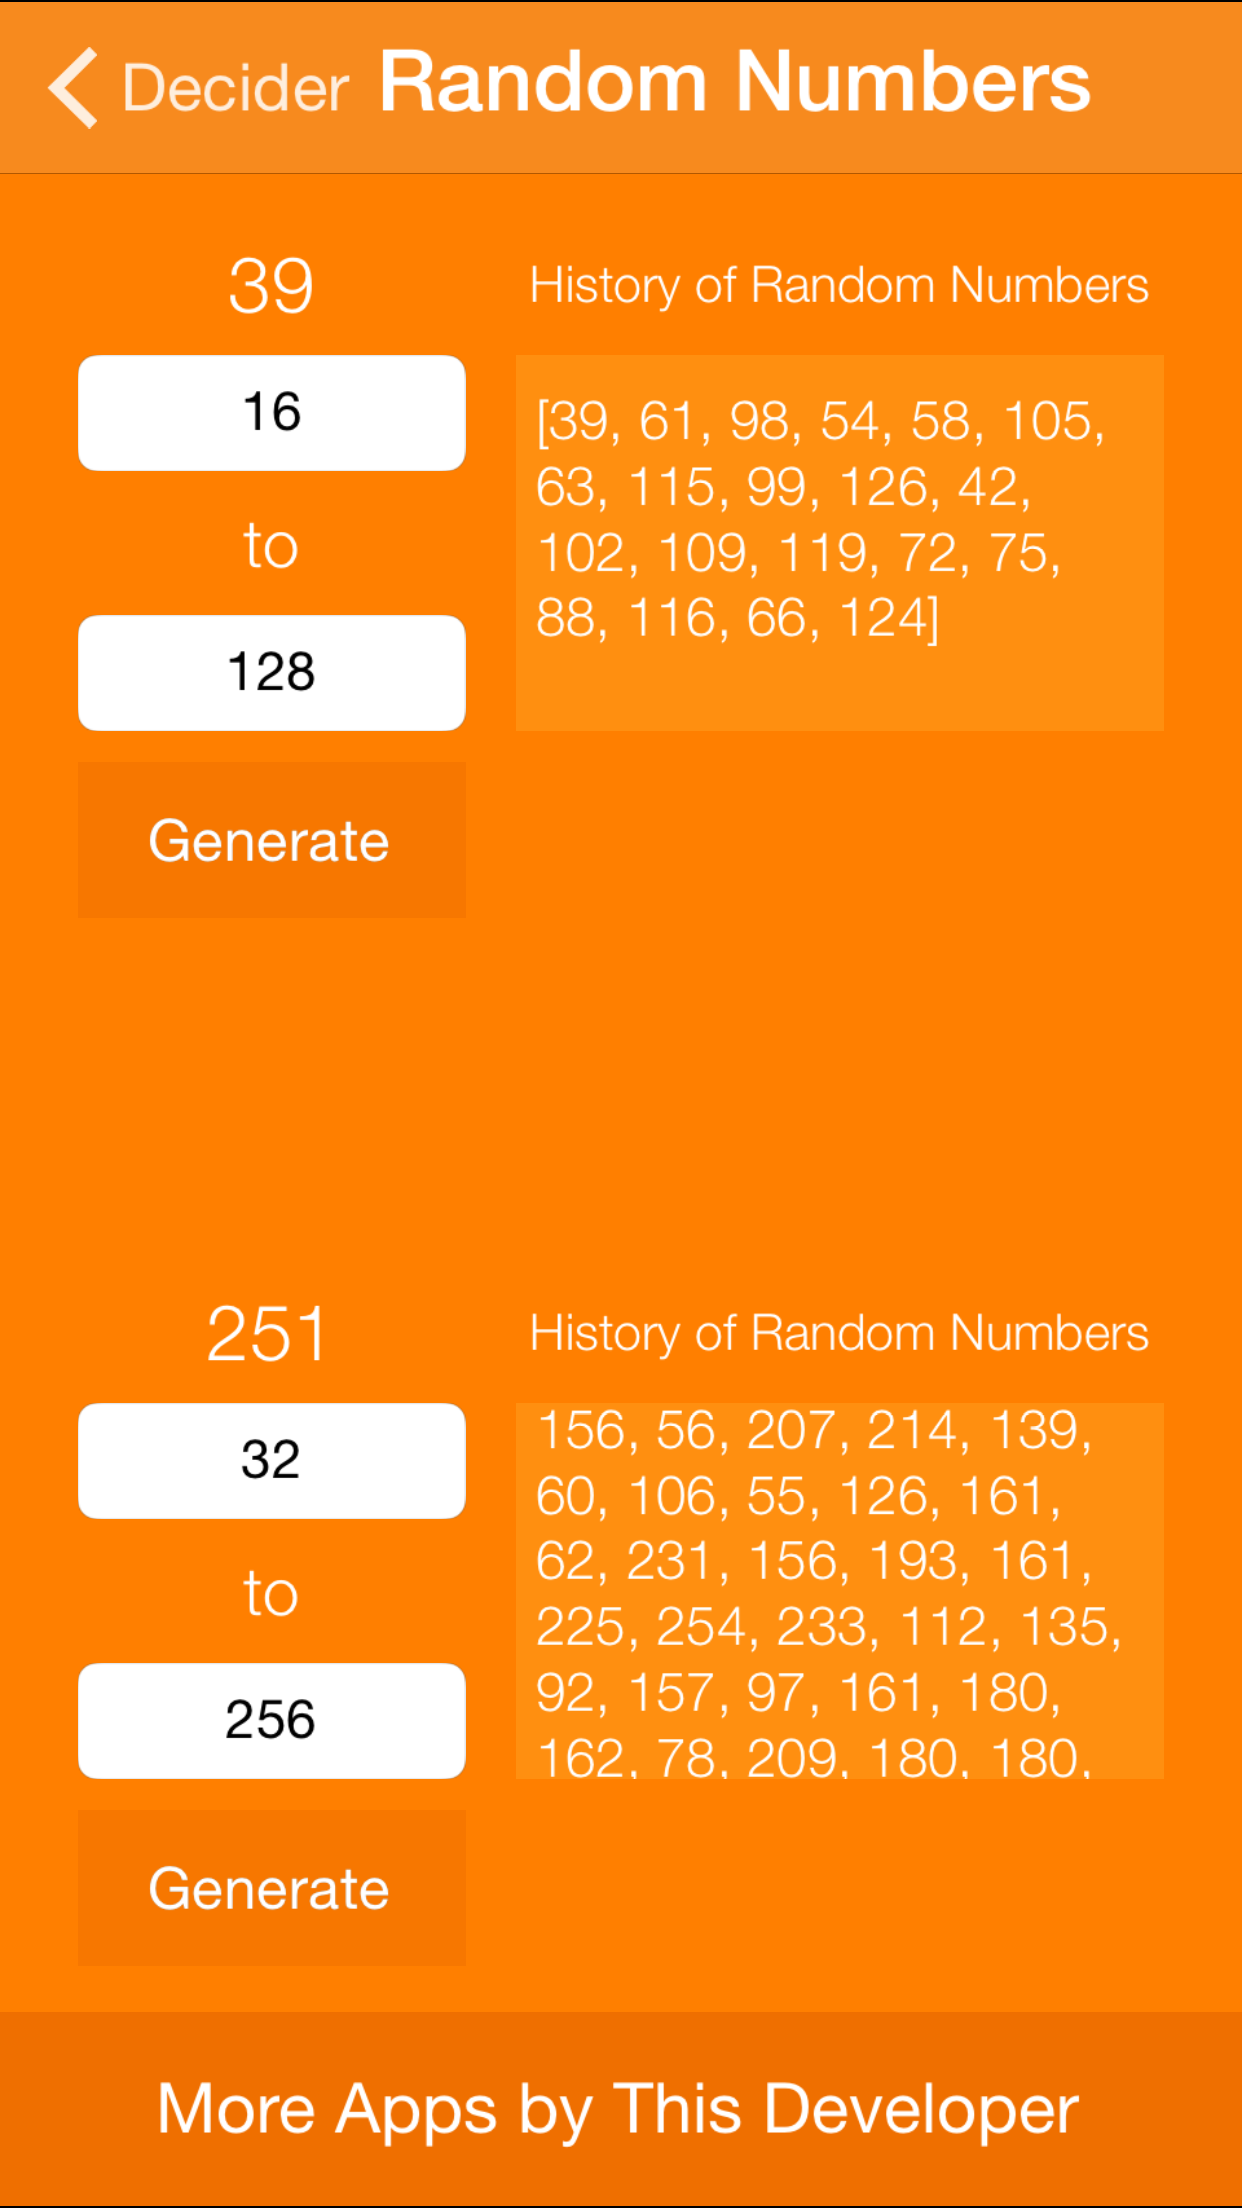 Decider Random Numbers
39
History of Random Numbers
16
to
128
[39, 61, 98, 54, 58, 105,
63, 115, 99, 126, 42,
102, 109, 119, 72, 75,
88, 116, 66, 124]
Generate
251
History of Random Numbers
32
to
256
156, 56, 207, 214, 139,
60, 106, 55, 126, 161,
62, 231, 156, 193, 161,
225, 254, 233, 112, 135,
92, 157, 97, 161, 180,
162, 78, 209, 180, 180,
Generate
More Apps by This Developer